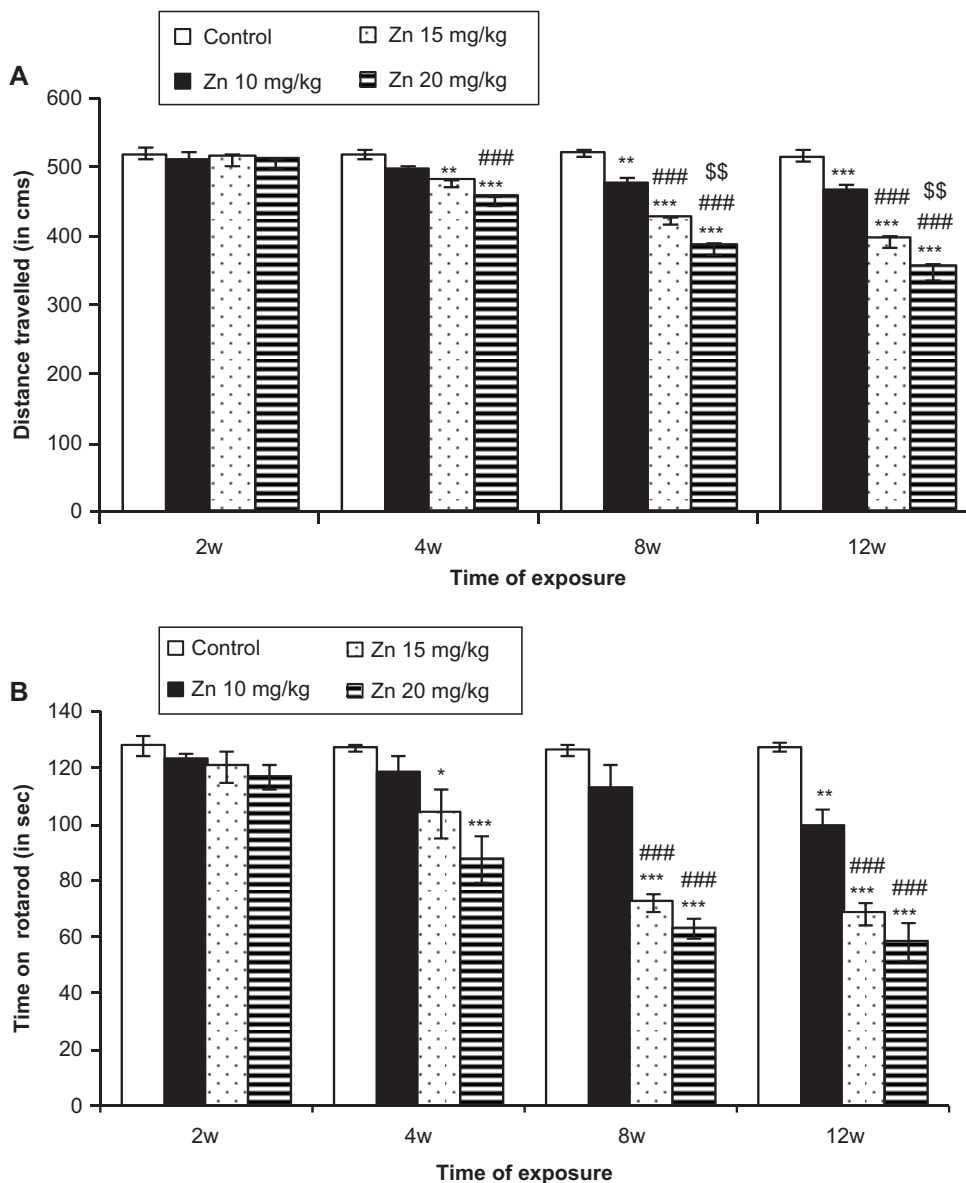 Control
Zn 15 mg/kg
Zn 10 mg/kg
Zn 20 mg/kg
A
600
500
400
300
200
100
0
Distance travelled (in cms)
** ***
###
** ***
###
***
$$
###
***
***
###
***
$$
###
***
2w 4w 8w 12w
Time of exposure
Control
Zn 15 mg/kg
Zn 10 mg/kg
Zn 20 mg/kg
B
140
120
100
80
60
40
20
0
Time on rotarod (in sec)
*
***
###
***
###
***
**
###
***
###
***
2w 4w 8w 12w
Time of exposure